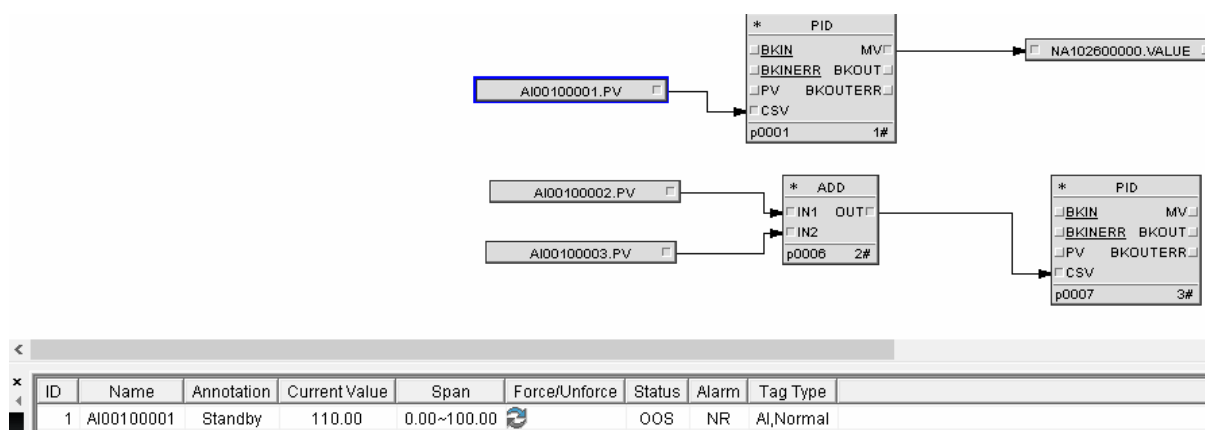 * PID
BKIN MV
BKINERR BKOUT
PV BKOUTERR
CSV
p0001 1#
NA102600000.VALUE
AI00100001.PV
AI00100002.PV
AI00100003.PV
* ADD
IN1 OUT
IN2
p0006 2#
* PID
BKIN MV
BKINERR BKOUT
PV BKOUTERR
CSV
p0007 3#
ID Name Annotation Current Value Span Force/Unforce Status Alarm Tag Type
1 AI00100001 Standby 110.00 0.00~100.00 OOS NR AI,Normal